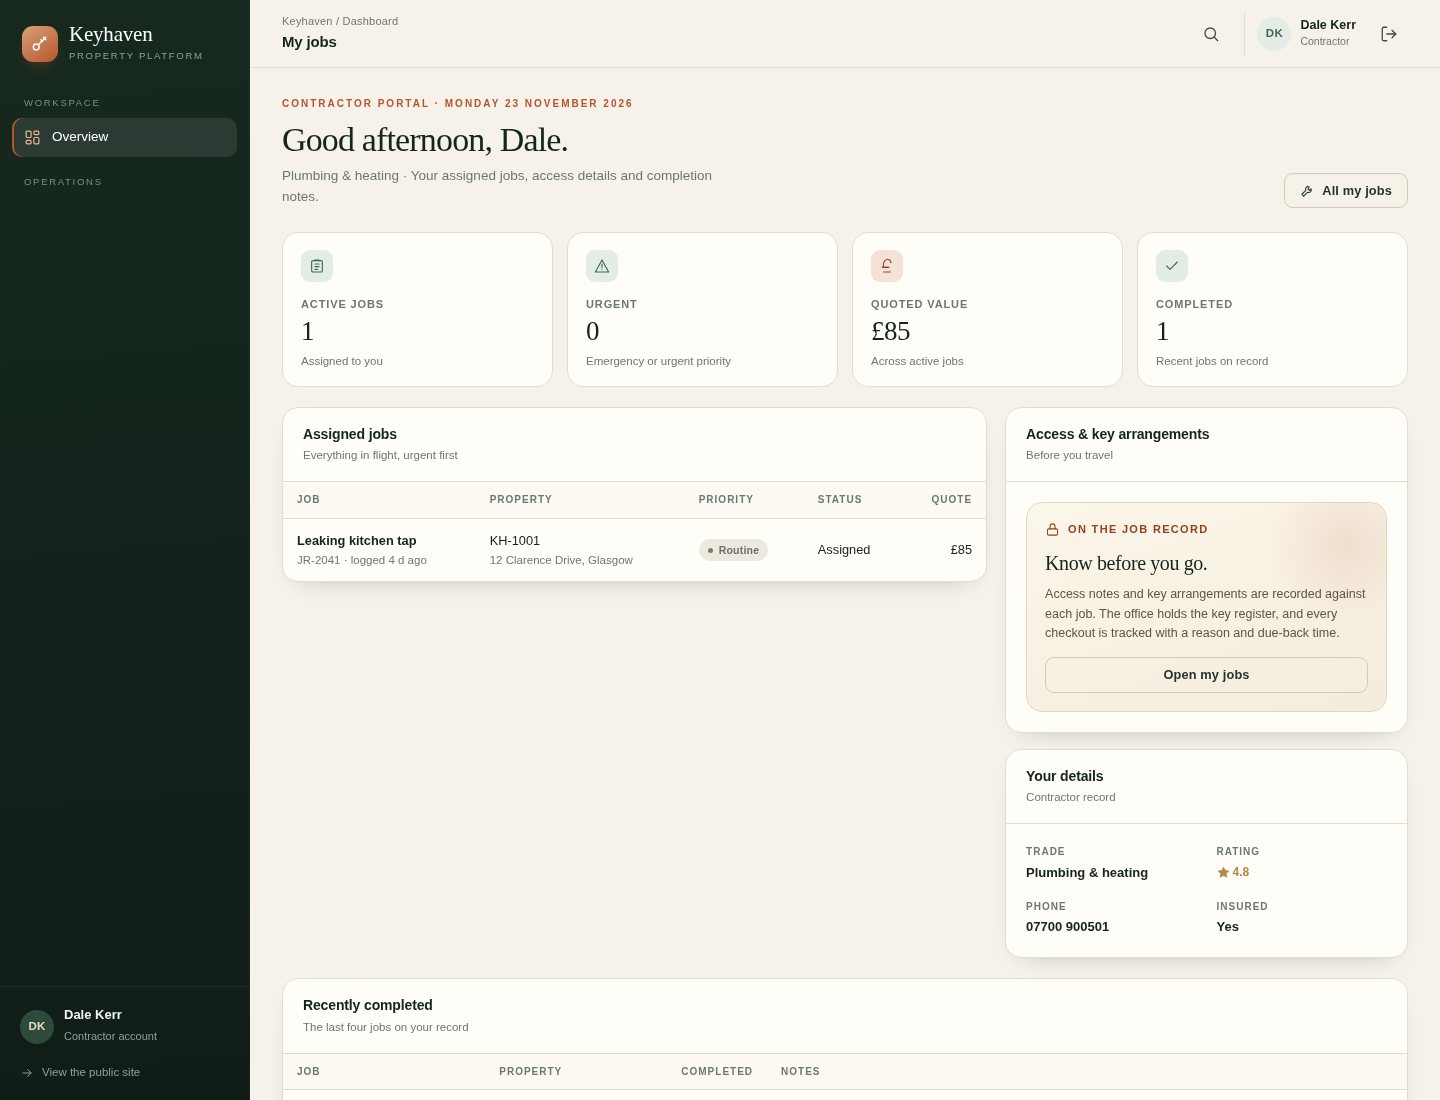 Keyhaven
PROPERTY PLATFORM
WORKSPACE
Overview
OPERATIONS
DK
Dale Kerr
Contractor account
View the public site
Keyhaven / Dashboard
My jobs
DK
Dale Kerr
Contractor
CONTRACTOR PORTAL · MONDAY 23 NOVEMBER 2026
Good afternoon, Dale.
Plumbing & heating · Your assigned jobs, access details and completion
notes.
All my jobs
ACTIVE JOBS
1
Assigned to you
URGENT
0
Emergency or urgent priority
QUOTED VALUE
£85
Across active jobs
COMPLETED
1
Recent jobs on record
Assigned jobs
Everything in flight, urgent first
JOB PROPERTY PRIORITY STATUS QUOTE
Leaking kitchen tap
JR-2041 · logged 4 d ago
KH-1001
12 Clarence Drive, Glasgow
Routine
Assigned
£85
Access & key arrangements
Before you travel
ON THE JOB RECORD
Know before you go.
Access notes and key arrangements are recorded against
each job. The office holds the key register, and every
checkout is tracked with a reason and due-back time.
Open my jobs
Your details
Contractor record
TRADE
Plumbing & heating
RATING
4.8
PHONE
07700 900501
INSURED
Yes
Recently completed
The last four jobs on your record
JOB PROPERTY COMPLETED NOTES